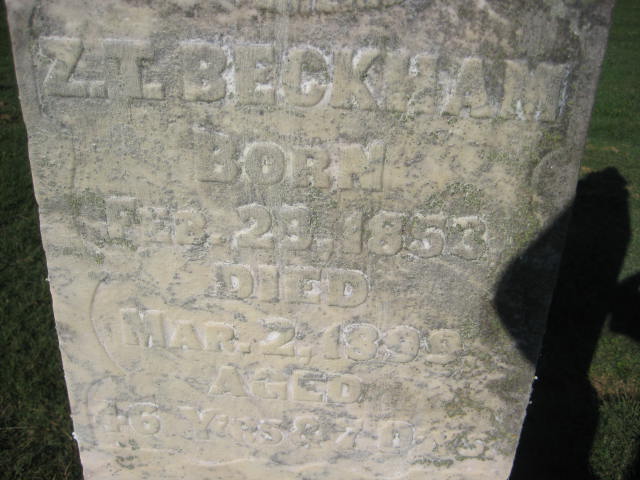 Z.T. BECKHAM
BORN
FEB. 23, 1853
DIED
MAR. 2, 1899
AGED
46 YRS & 7 DYS